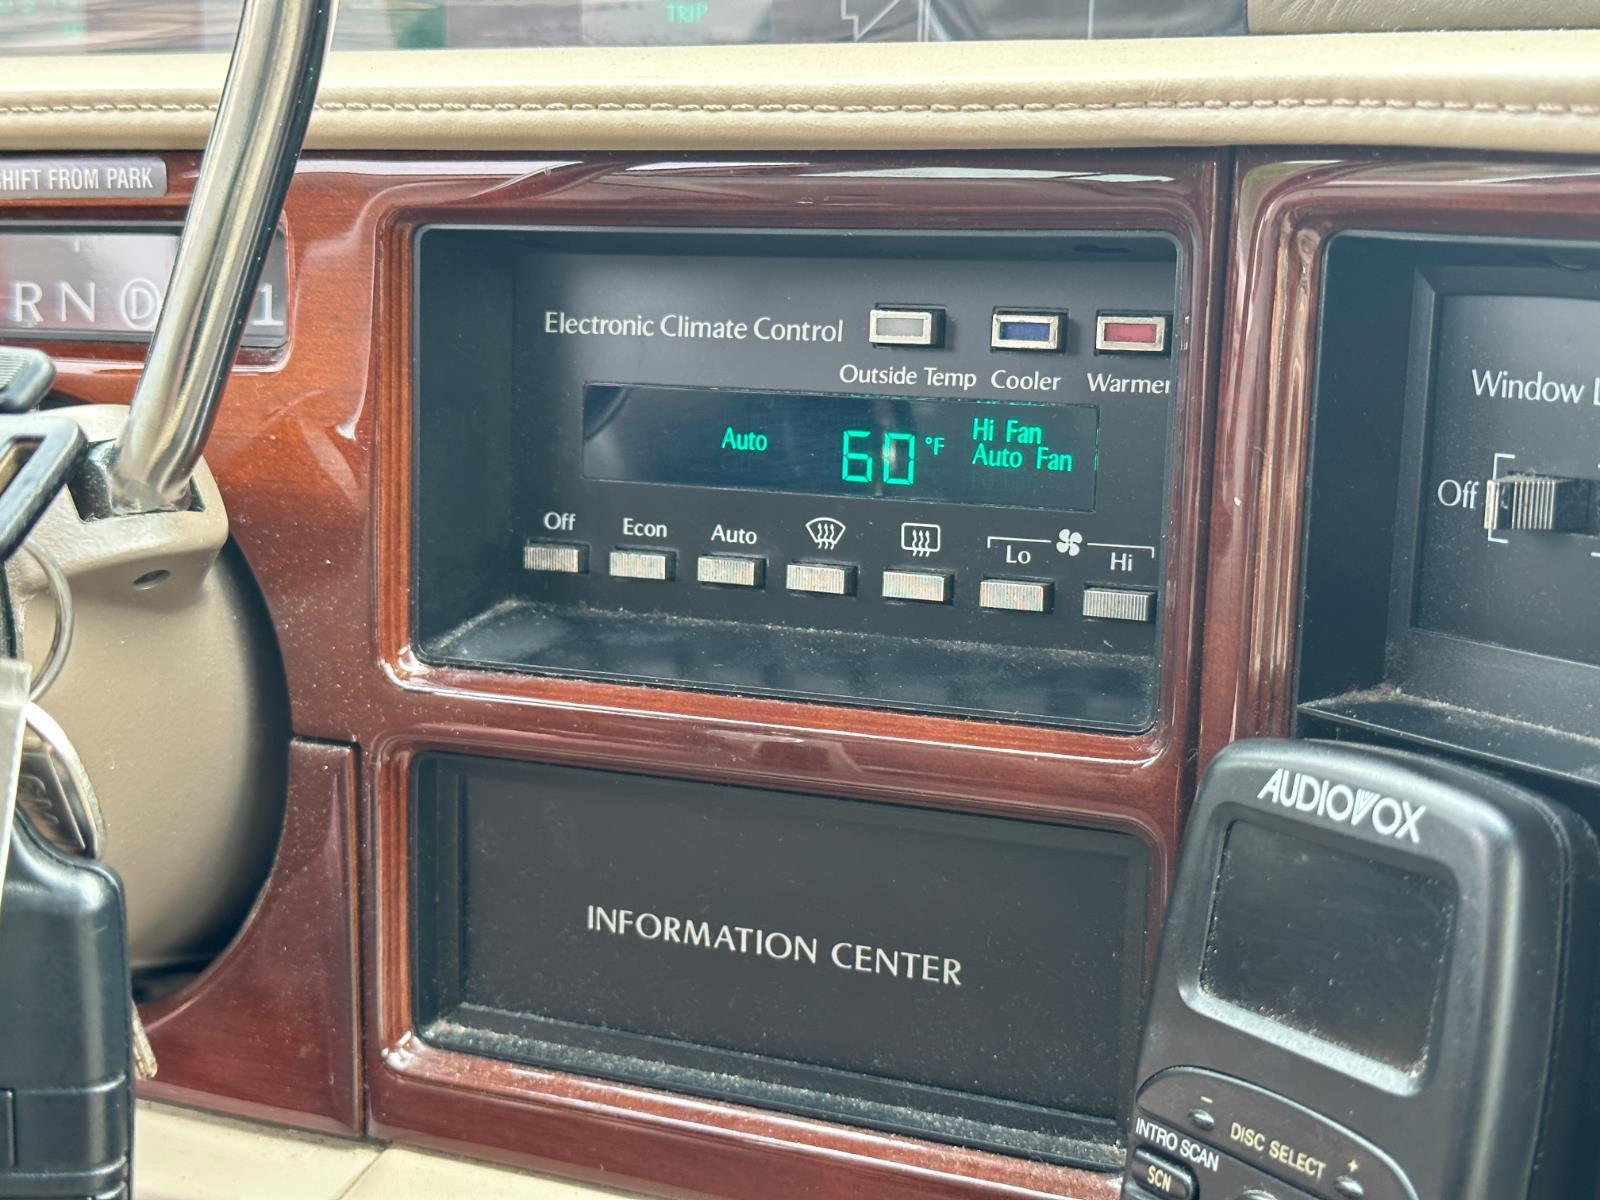 TRIP
SHIFT FROM PARK
R N D 1
Electronic Climate Control
Outside Temp Cooler Warmer
Auto 60 °F Hi Fan
Auto Fan
Off Econ Auto Lo Hi
Window
Off
INFORMATION CENTER
AUDIOVOX
- DISC SELECT +
INTRO SCAN
SCN